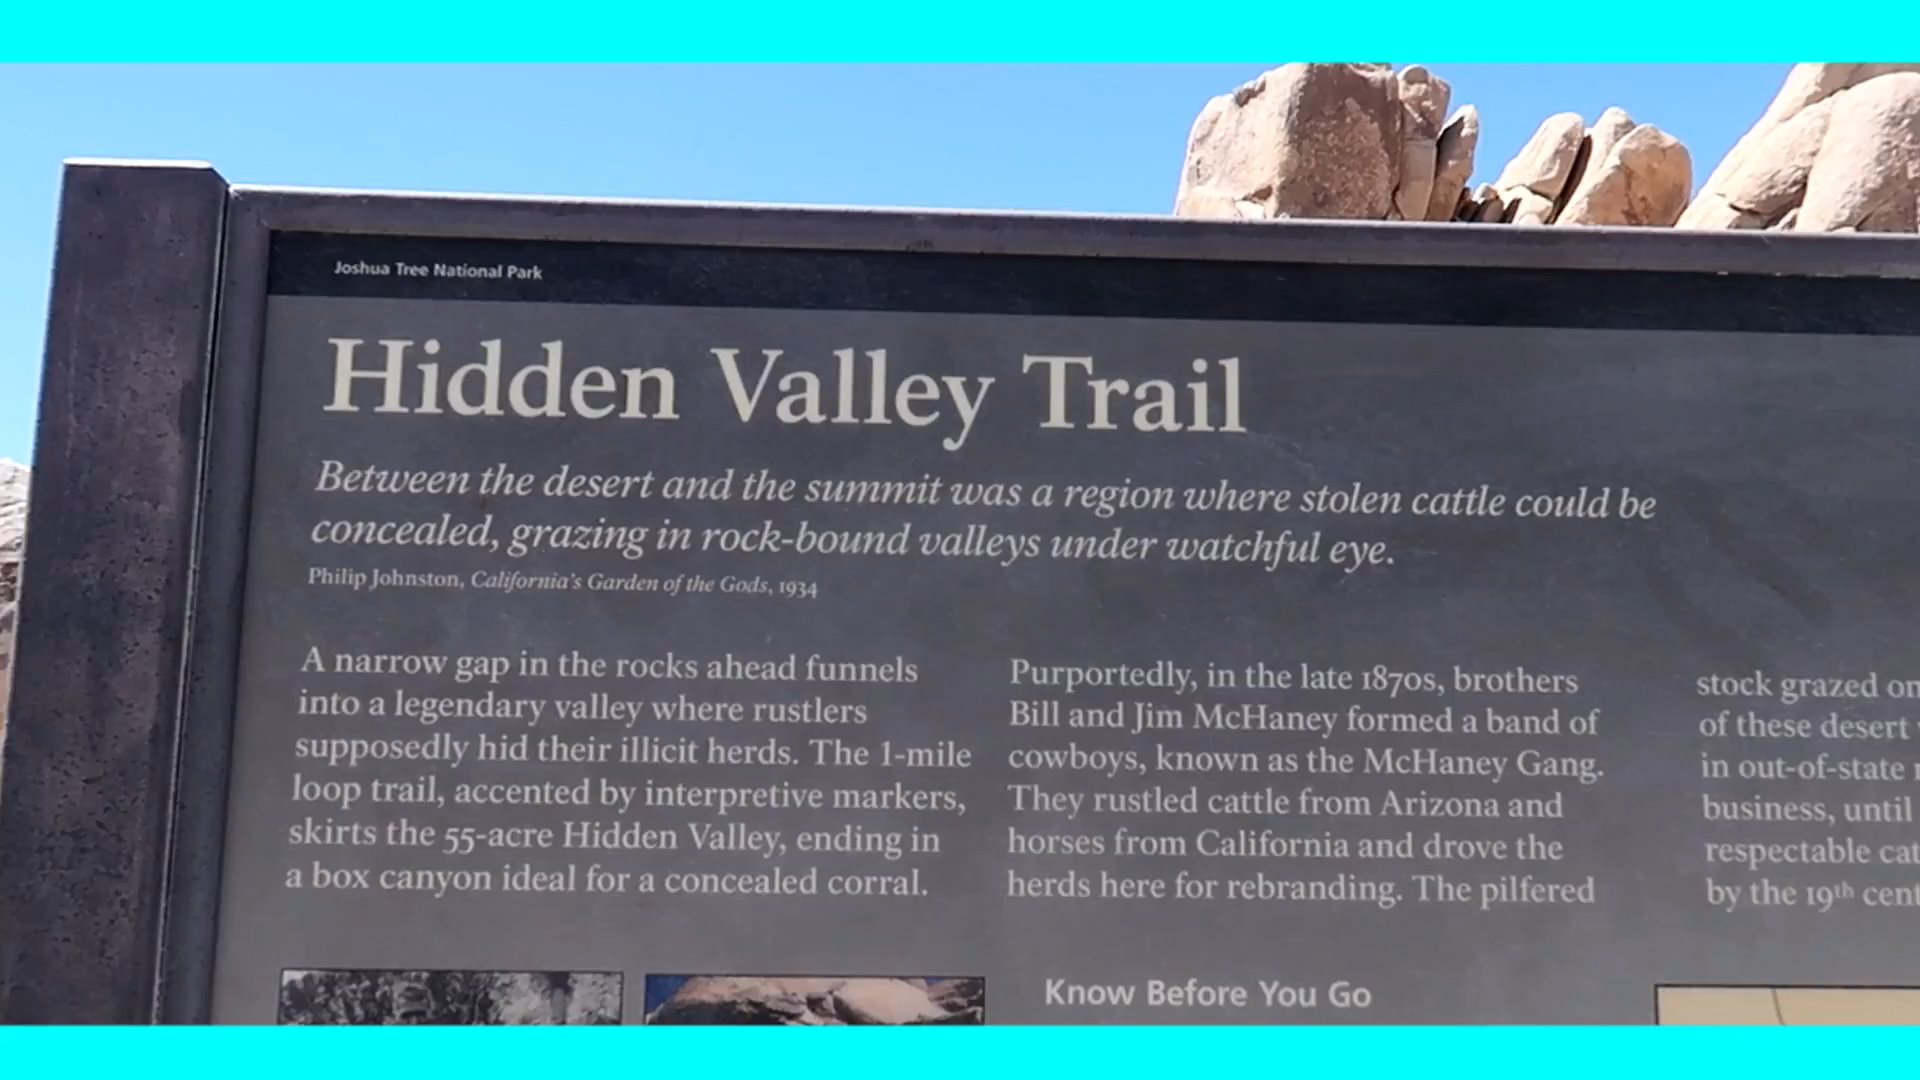 Joshua Tree National Park
Hidden Valley Trail
Between the desert and the summit was a region where stolen cattle could be
concealed, grazing in rock-bound valleys under watchful eye.
Philip Johnston, California's Garden of the Gods, 1934
A narrow gap in the rocks ahead funnels
into a legendary valley where rustlers
supposedly hid their illicit herds. The 1-mile
loop trail, accented by interpretive markers,
skirts the 55-acre Hidden Valley, ending in
a box canyon ideal for a concealed corral.
Purportedly, in the late 1870s, brothers
Bill and Jim McHaney formed a band of
cowboys, known as the McHaney Gang.
They rustled cattle from Arizona and
horses from California and drove the
herds here for rebranding. The pilfered
stock grazed on
of these desert
in out-of-state
business, until
respectable cat
by the 19th cent
Know Before You Go